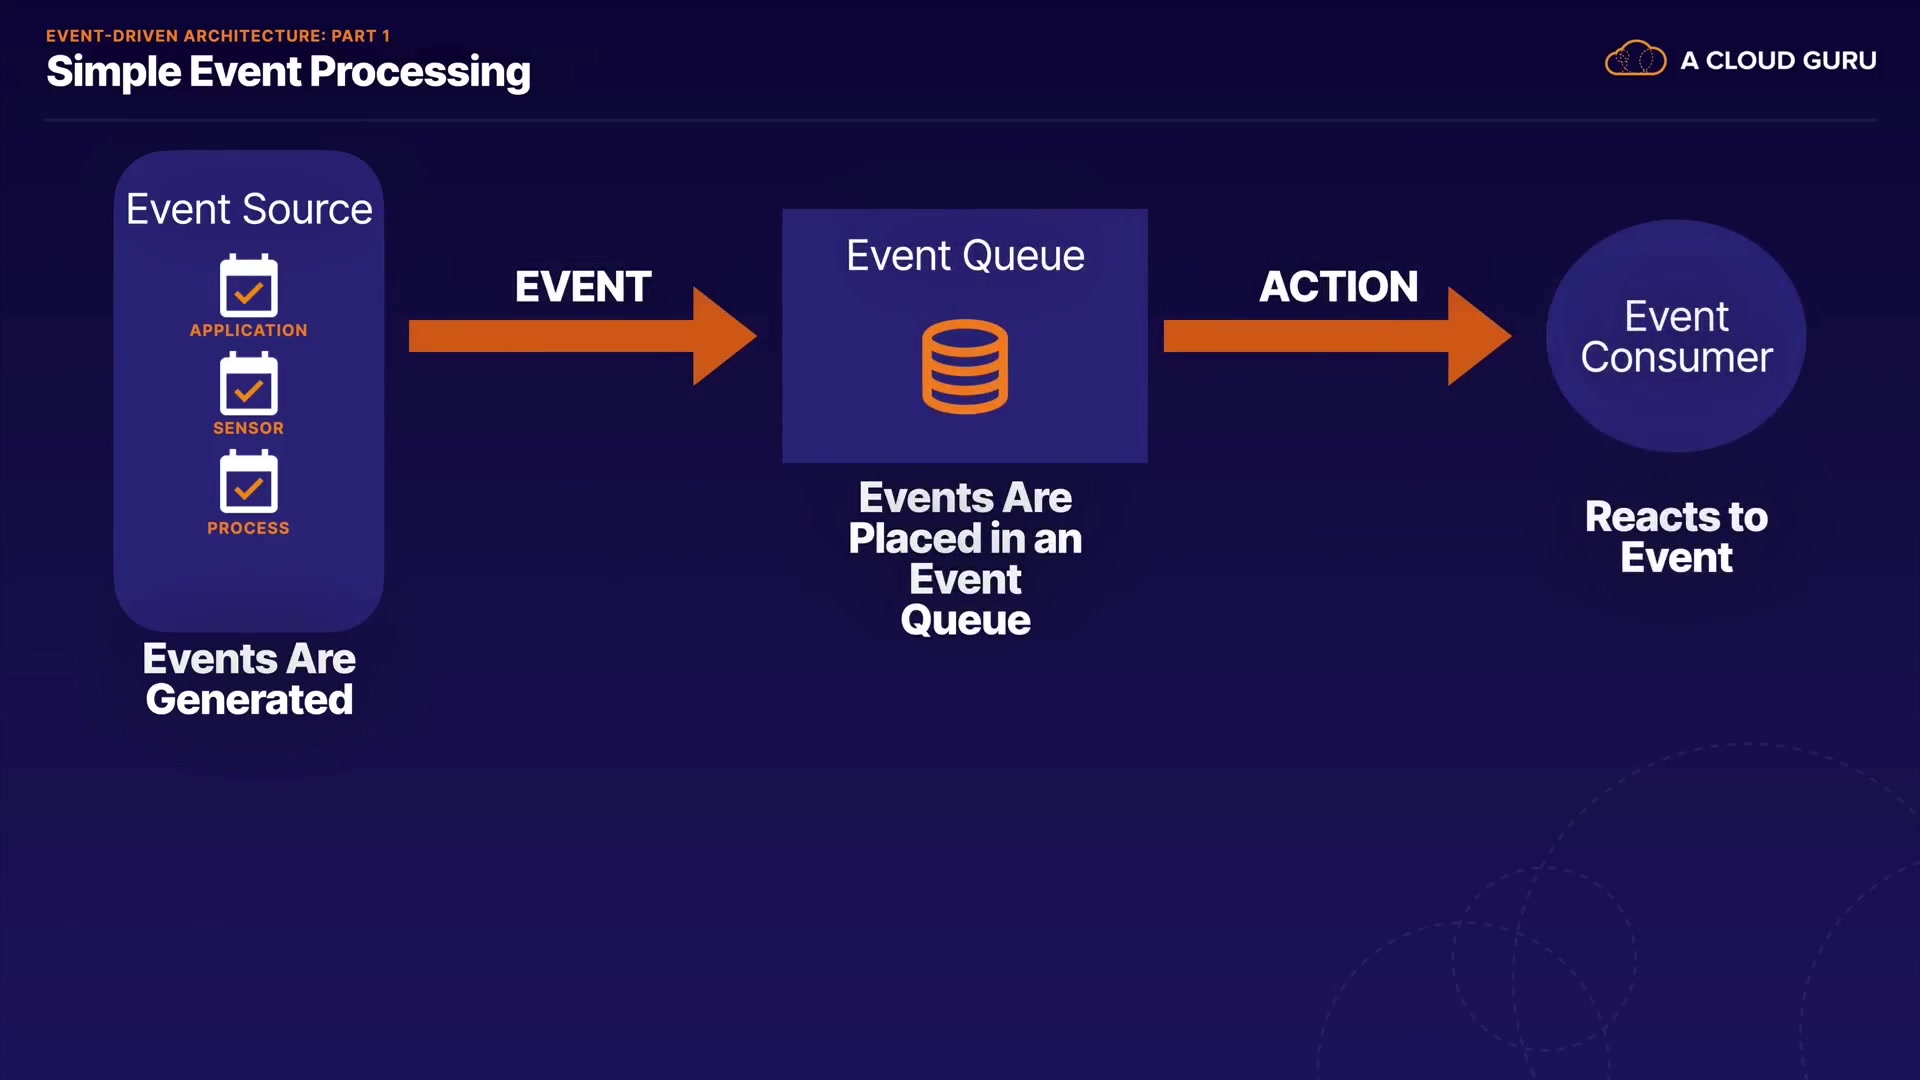 EVENT-DRIVEN ARCHITECTURE: PART 1
Simple Event Processing
A CLOUD GURU
Event Source
APPLICATION
SENSOR
PROCESS
Events Are
Generated
EVENT
Event Queue
Events Are
Placed in an
Event
Queue
ACTION
Event
Consumer
Reacts to
Event